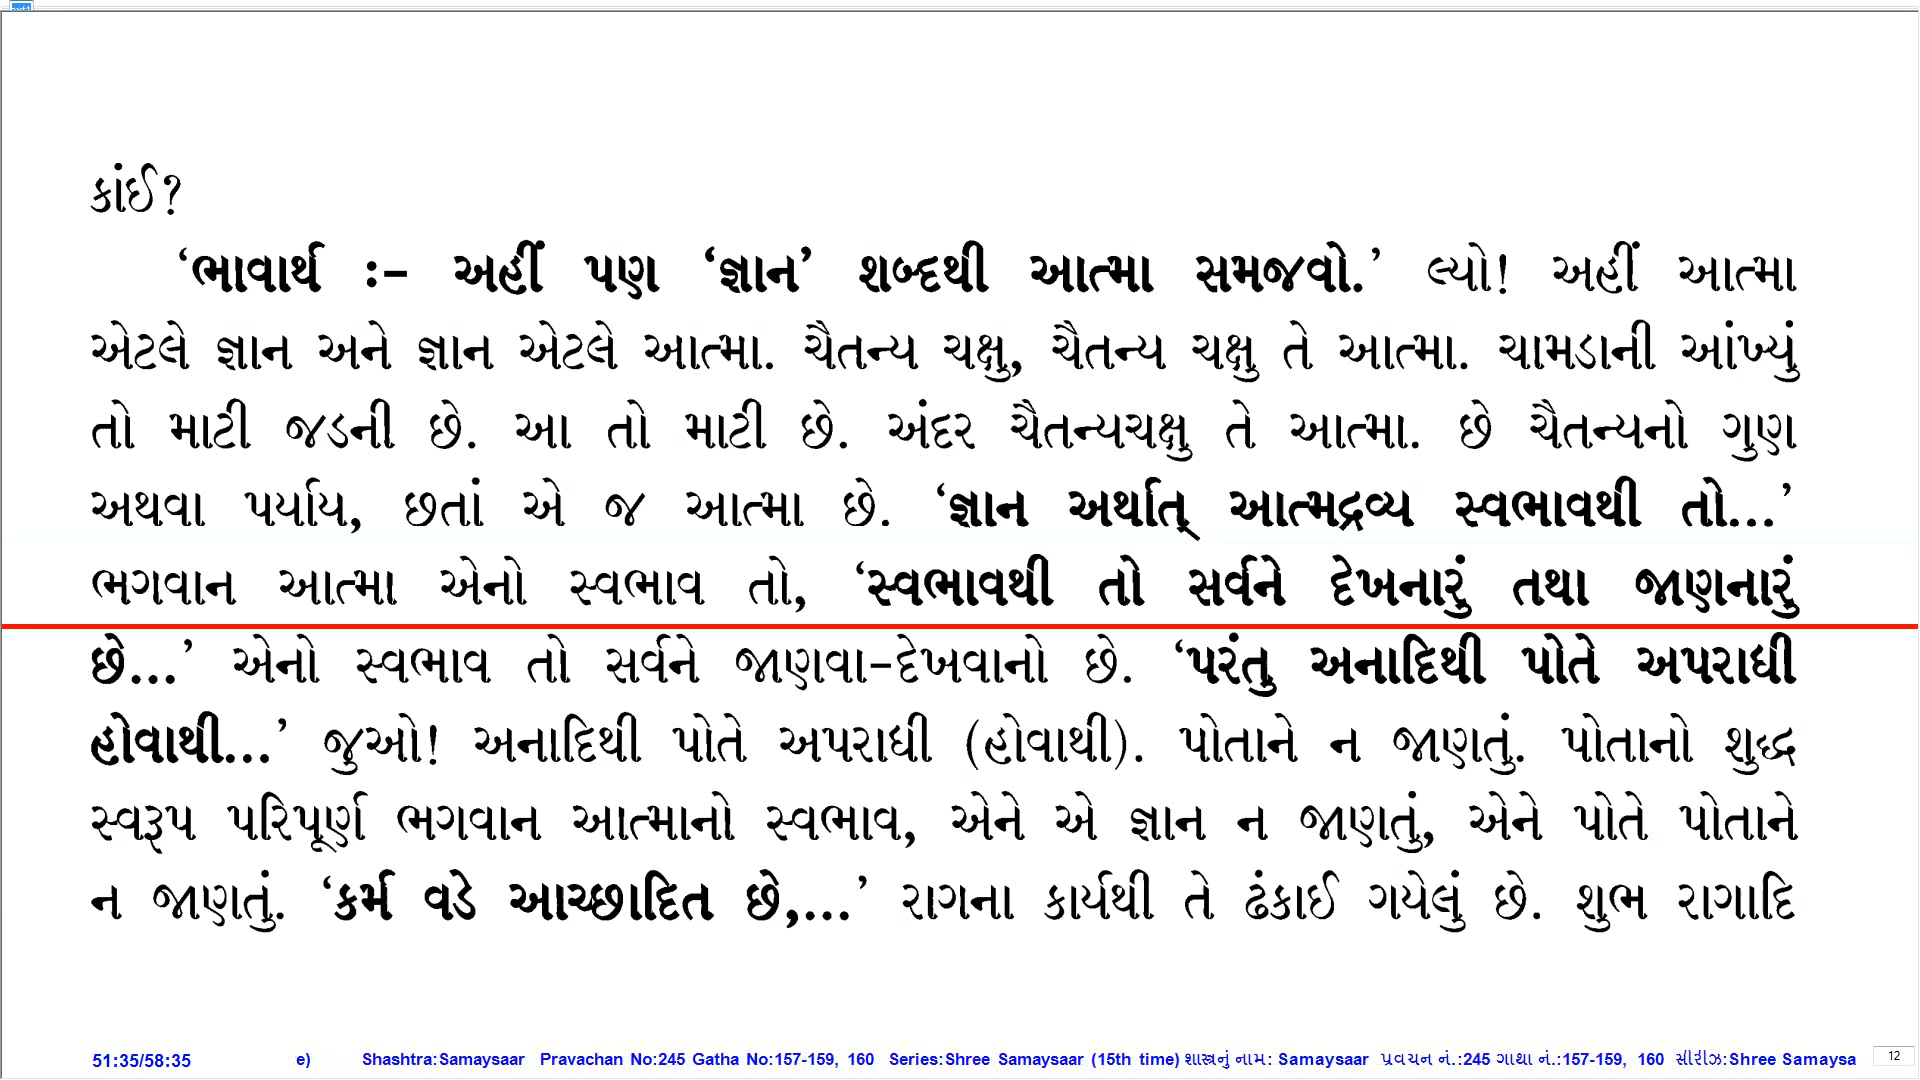 કાંઈ?
‘ભાવાર્થ :- અહીં પણ ‘જ્ઞાન’ શબ્દથી આત્મા સમજવો.’ લ્યો! અહીં આત્મા
એટલે જ્ઞાન અને જ્ઞાન એટલે આત્મા. ચૈતન્ય ચક્ષુ, ચૈતન્ય ચક્ષુ તે આત્મા. ચામડાની આંખ્યું
તો માટી જડની છે. આ તો માટી છે. અંદર ચૈતન્યચક્ષુ તે આત્મા. છે ચૈતન્યનો ગુણ
અથવા પર્યાય, છતાં એ જ આત્મા છે. ‘જ્ઞાન અર્થાત્ આત્મદ્રવ્ય સ્વભાવથી તો...’
ભગવાન આત્મા એનો સ્વભાવ તો, ‘સ્વભાવથી તો સર્વને દેખનારું તથા જાણનારું
છે...’ એનો સ્વભાવ તો સર્વને જાણવા-દેખવાનો છે. ‘પરંતુ અનાદિથી પોતે અપરાધી
હોવાથી...’ જુઓ! અનાદિથી પોતે અપરાધી (હોવાથી). પોતાને ન જાણતું. પોતાનો શુદ્ધ
સ્વરૂપ પરિપૂર્ણ ભગવાન આત્માનો સ્વભાવ, એને એ જ્ઞાન ન જાણતું, એને પોતે પોતાને
ન જાણતું. ‘કર્મ વડે આચ્છાદિત છે,...’ રાગના કાર્યથી તે ઢંકાઈ ગયેલું છે. શુભ રાગાદિ
51:35/58:35 e) Shashtra:Samaysaar Pravachan No:245 Gatha No:157-159, 160 Series:Shree Samaysaar (15th time) શાસ્ત્રનું નામ: Samaysaar પ્રવચન નં.:245 ગાથા નં.:157-159, 160 સીરીઝ:Shree Samaysa 12